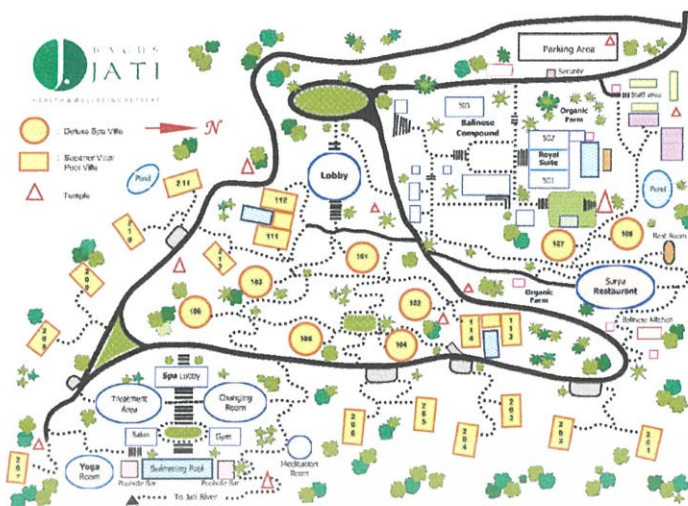 BAGUS
JATI
HEALTH & WELLBEING RETREAT
Deluxe Spa Villa
Superior View
Pool Villa
Temple
N
Parking Area
Security
Staff area
503
Organic
Farm
Balinese
Compound
502
Royal
Suite
501
Pond
Lobby
Pond
211
210
209
208
207
112
111
212
101
102
103
104
105
106
107
108
Rest Room
Surya
Restaurant
Organic
Farm
Balinese Kitchen
114
113
Spa Lobby
Treatment
Area
Changing
Room
Salon
Gym
Yoga
Room
Poolside Bar
Swimming Pool
Poolside Bar
Meditation
Room
To Jati River
206
205
204
203
202
201